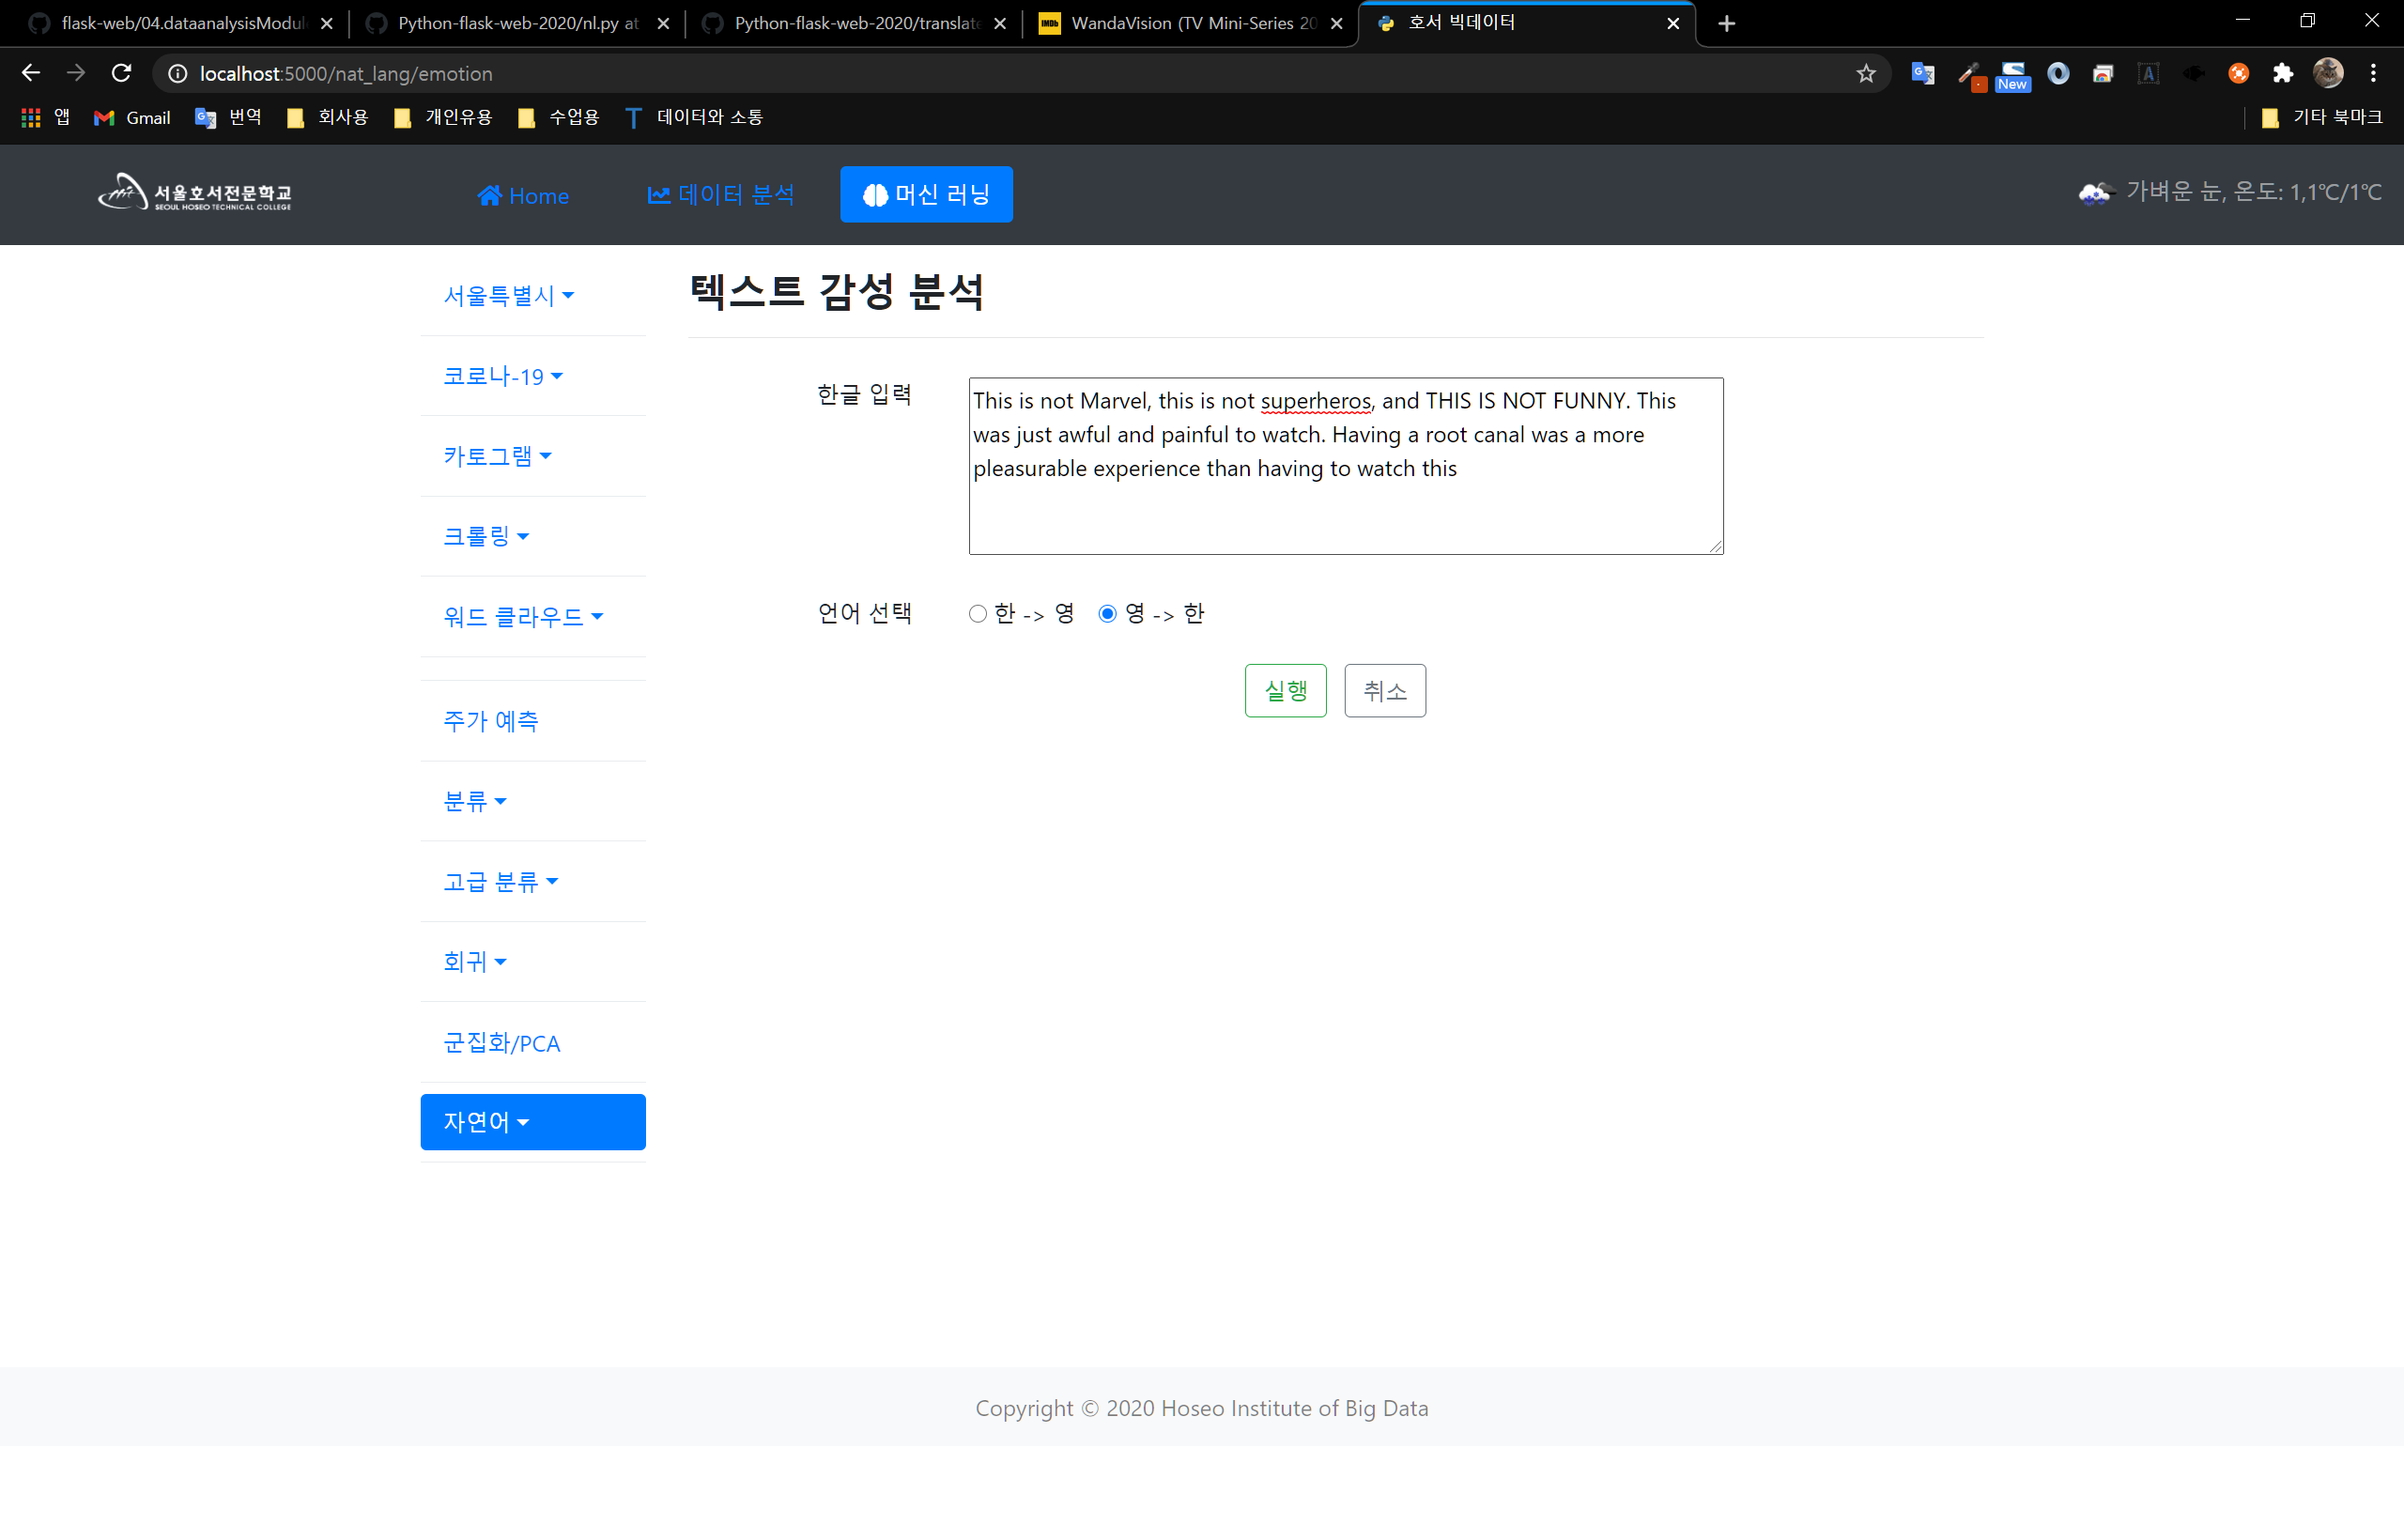 flask-web/04.dataanalysisModul
Python-flask-web-2020/nl.py at
Python-flask-web-2020/translate
IMDb WandaVision (TV Mini-Series 20
호서 빅데이터
localhost:5000/nat_lang/emotion
New
앱 Gmail 번역 회사용 개인유용 수업용 데이터와 소통 기타 북마크
서울호서전문학교
SEOUL HOSEO TECHNICAL COLLEGE
Home 데이터 분석 머신 러닝 가벼운 눈, 온도: 1,1℃/1℃
서울특별시
코로나-19
카토그램
크롤링
워드 클라우드
주가 예측
분류
고급 분류
회귀
군집화/PCA
자연어
텍스트 감성 분석
한글 입력
This is not Marvel, this is not superheros, and THIS IS NOT FUNNY. This
was just awful and painful to watch. Having a root canal was a more
pleasurable experience than having to watch this
언어 선택 한 -> 영 영 -> 한
실행 취소
Copyright © 2020 Hoseo Institute of Big Data